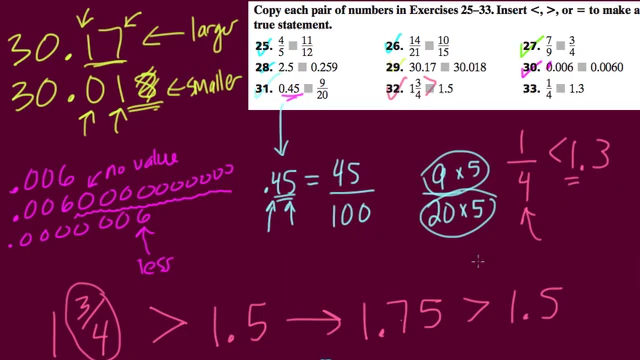 Copy each pair of numbers in Exercises 25–33. Insert <, >, or = to make a
true statement.
25. 4/5 ■ 11/12
26. 14/21 ■ 10/15
27. 7/9 ■ 3/4
28. 2.5 ■ 0.259
29. 30.17 ■ 30.018
30. 0.006 ■ 0.0060
31. 0.45 ■ 9/20
32. 1 3/4 > 1.5
33. 1/4 ■ 1.3
30.17 ← larger
30.018 ← smaller
.006 no value
.006000000000000
.0000006
less
.45 = 45/100
9 × 5 / 20 × 5
1/4 < 1.3
1 3/4 > 1.5 → 1.75 > 1.5